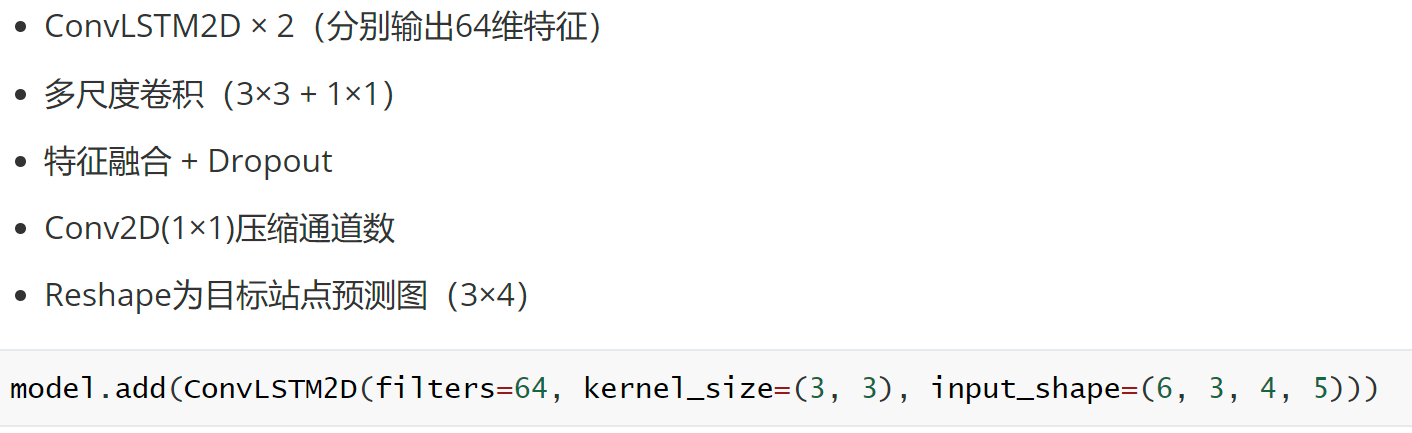 • ConvLSTM2D × 2（分别输出64维特征）
• 多尺度卷积（3×3 + 1×1）
• 特征融合 + Dropout
• Conv2D(1×1)压缩通道数
• Reshape为目标站点预测图（3×4）
model.add(ConvLSTM2D(filters=64, kernel_size=(3, 3), input_shape=(6, 3, 4, 5)))